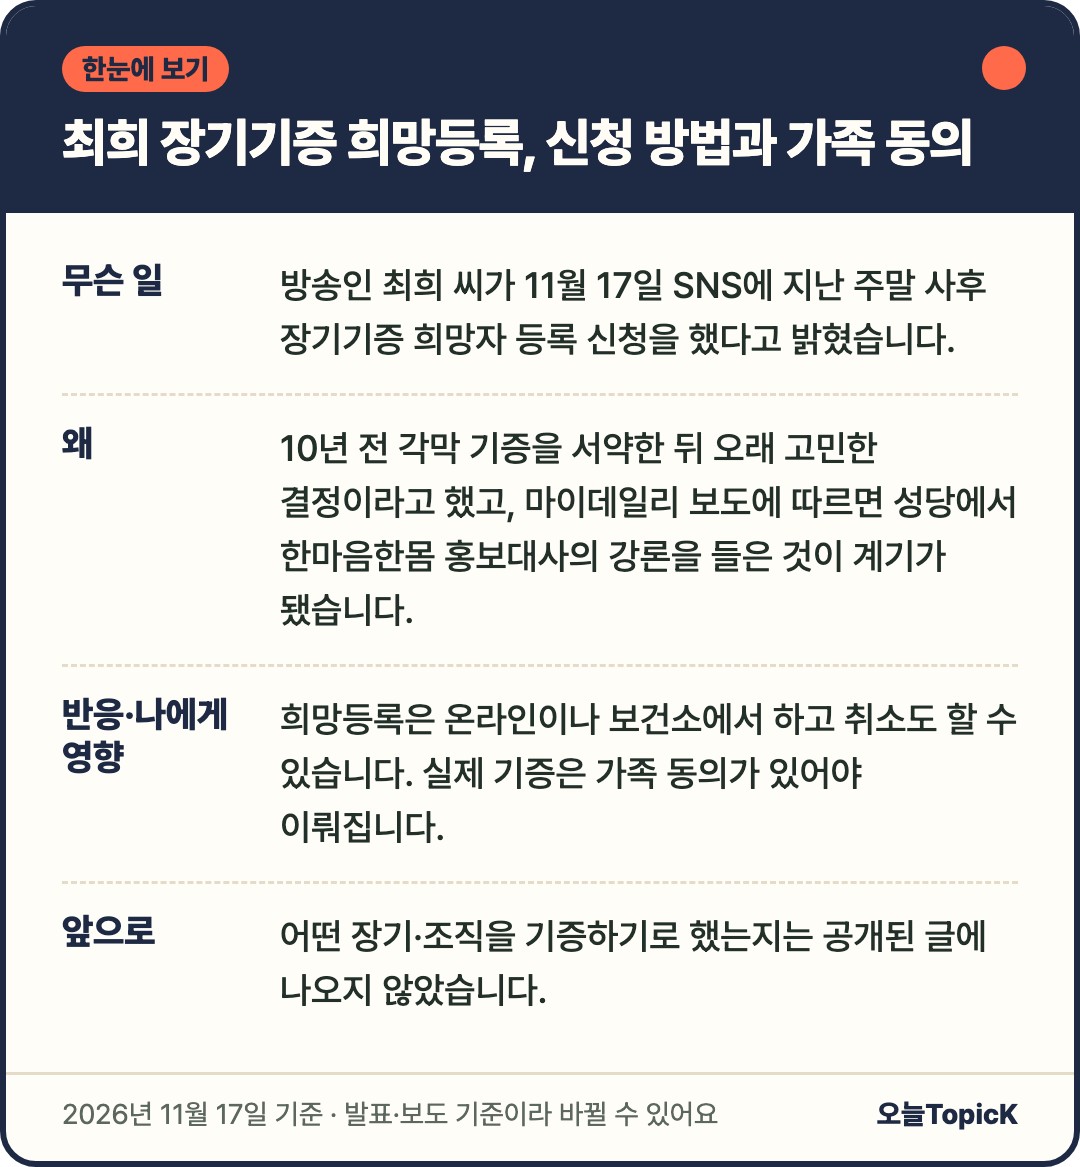 한눈에 보기
최희 장기기증 희망등록, 신청 방법과 가족 동의
무슨 일
방송인 최희 씨가 11월 17일 SNS에 지난 주말 사후
장기기증 희망자 등록 신청을 했다고 밝혔습니다.
왜
10년 전 각막 기증을 서약한 뒤 오래 고민한
결정이라고 했고, 마이데일리 보도에 따르면 성당에서
한마음한몸 홍보대사의 강론을 들은 것이 계기가
됐습니다.
반응·나에게
영향
희망등록은 온라인이나 보건소에서 하고 취소도 할 수
있습니다. 실제 기증은 가족 동의가 있어야
이뤄집니다.
앞으로
어떤 장기·조직을 기증하기로 했는지는 공개된 글에
나오지 않았습니다.
2026년 11월 17일 기준 · 발표·보도 기준이라 바뀔 수 있어요
오늘TopicK